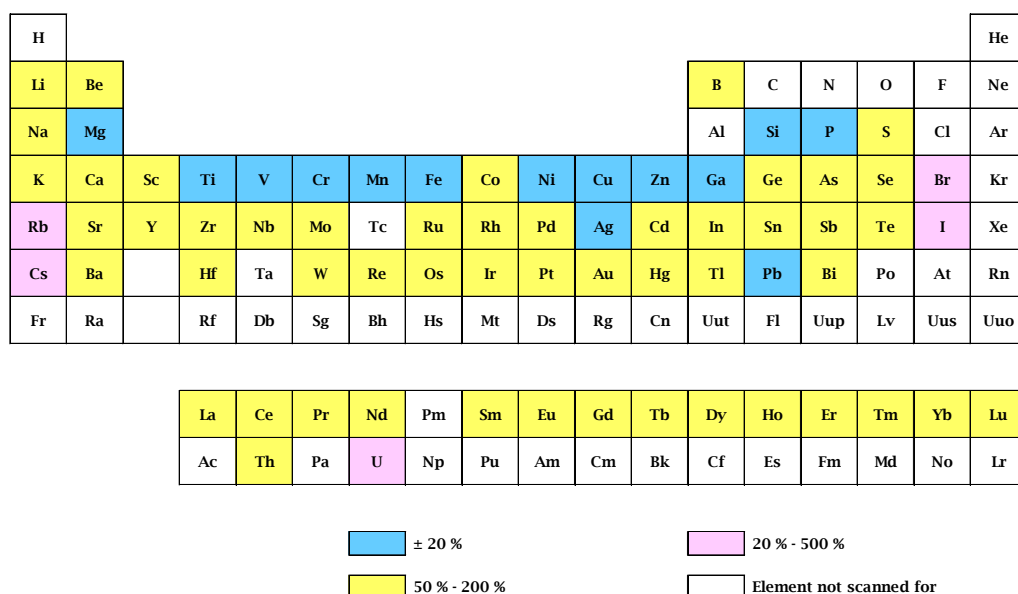 H He
Li Be B C N O F Ne
Na Mg Al Si P S Cl Ar
K Ca Sc Ti V Cr Mn Fe Co Ni Cu Zn Ga Ge As Se Br Kr
Rb Sr Y Zr Nb Mo Tc Ru Rh Pd Ag Cd In Sn Sb Te I Xe
Cs Ba Hf Ta W Re Os Ir Pt Au Hg Tl Pb Bi Po At Rn
Fr Ra Rf Db Sg Bh Hs Mt Ds Rg Cn Uut Fl Uup Lv Uus Uuo
La Ce Pr Nd Pm Sm Eu Gd Tb Dy Ho Er Tm Yb Lu
Ac Th Pa U Np Pu Am Cm Bk Cf Es Fm Md No Lr
± 20 % 20 % - 500 %
50 % - 200 % Element not scanned for